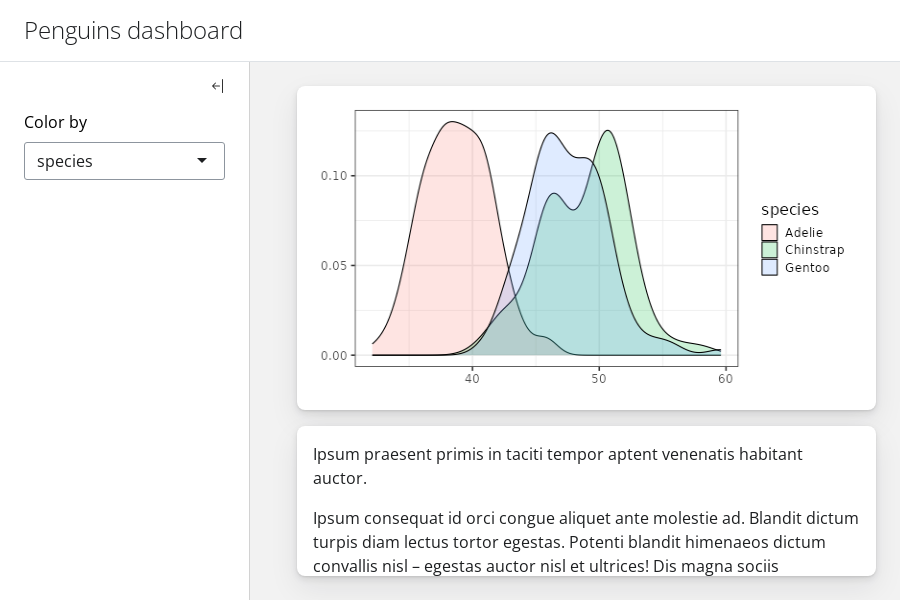 Penguins dashboard
Color by
species
0.10
0.05
0.00
40 50 60
species
Adelie
Chinstrap
Gentoo
Ipsum praesent primis in taciti tempor aptent venenatis habitant
auctor.
Ipsum consequat id orci congue aliquet ante molestie ad. Blandit dictum
turpis diam lectus tortor egestas. Potenti blandit himenaeos dictum
convallis nisl – egestas auctor nisl et ultrices! Dis magna sociis